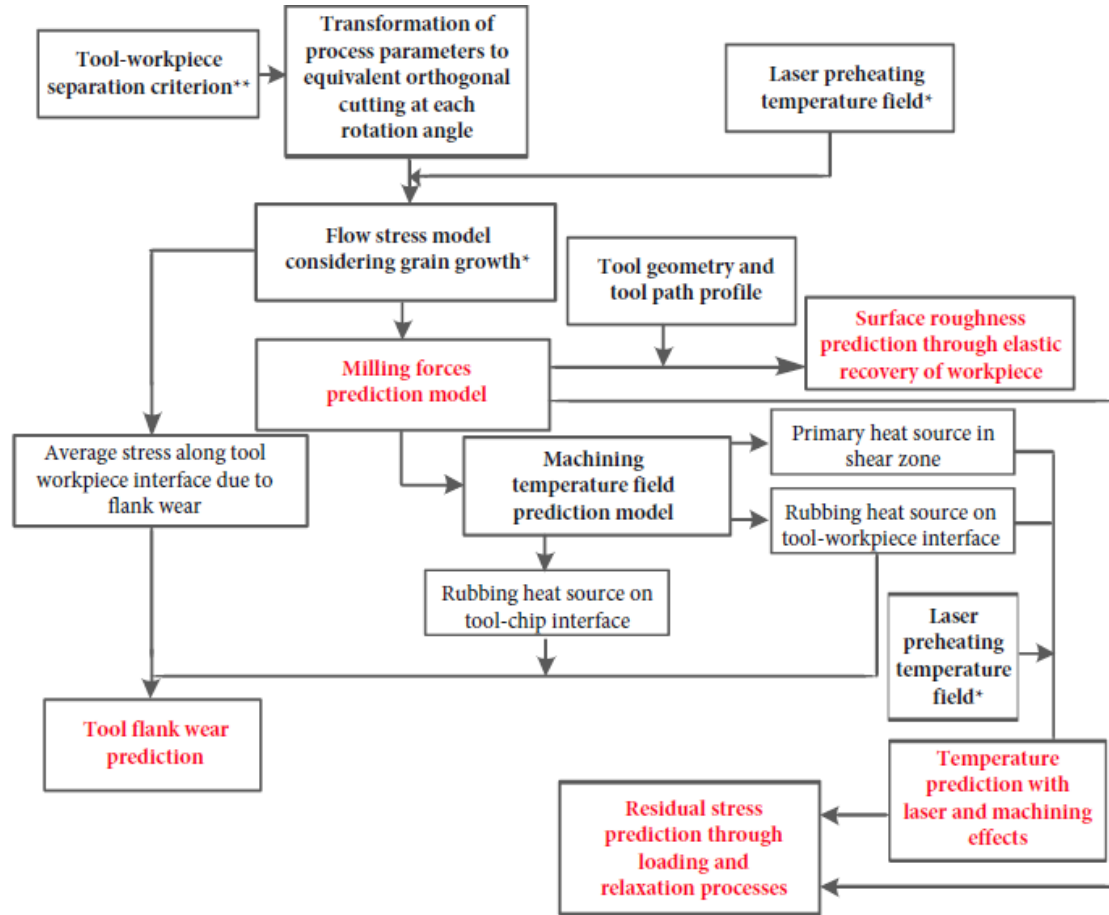 Tool-workpiece
separation criterion**
Transformation of
process parameters to
equivalent orthogonal
cutting at each
rotation angle
Laser preheating
temperature field*
Flow stress model
considering grain growth*
Tool geometry and
tool path profile
Surface roughness
prediction through elastic
recovery of workpiece
Milling forces
prediction model
Average stress along tool
workpiece interface due to
flank wear
Machining
temperature field
prediction model
Primary heat source in
shear zone
Rubbing heat source on
tool-workpiece interface
Rubbing heat source on
tool-chip interface
Laser
preheating
temperature
field*
Tool flank wear
prediction
Temperature
prediction with
laser and machining
effects
Residual stress
prediction through
loading and
relaxation processes